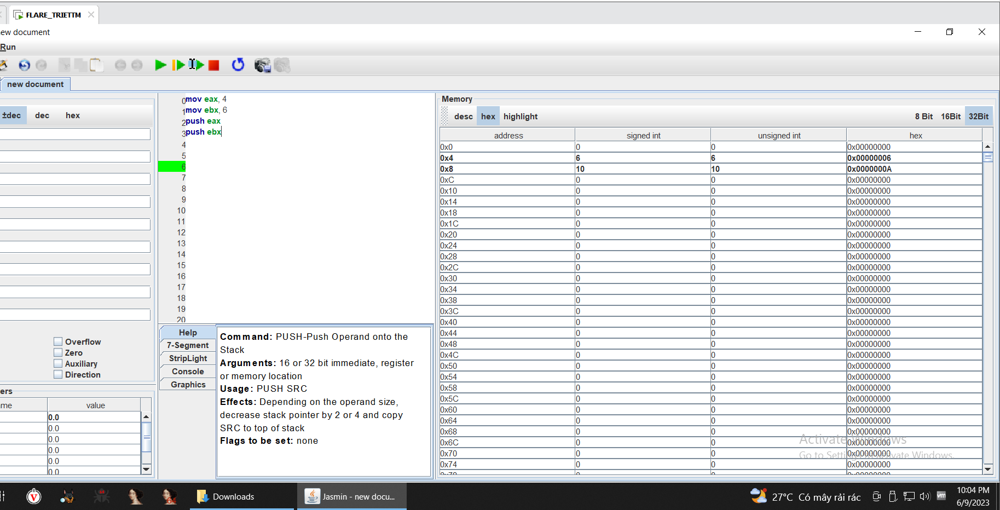 FLARE_TRIETTM
ew document
Run
new document
±dec dec hex
0 mov eax, 4
1 mov ebx, 6
2 push eax
3 push ebx
4
5
6
7
8
9
10
11
12
13
14
15
16
17
18
19
20
Overflow
Zero
Auxiliary
Direction
ers
me value
0.0
0.0
0.0
0.0
0.0
0.0
Help
7-Segment
StripLight
Console
Graphics
Command: PUSH-Push Operand onto the
Stack
Arguments: 16 or 32 bit immediate, register
or memory location
Usage: PUSH SRC
Effects: Depending on the operand size,
decrease stack pointer by 2 or 4 and copy
SRC to top of stack
Flags to be set: none
Memory
desc hex highlight 8 Bit 16Bit 32Bit
address signed int unsigned int hex
0x0 0 0 0x00000000
0x4 6 6 0x00000006
0x8 10 10 0x0000000A
0xC 0 0 0x00000000
0x10 0 0 0x00000000
0x14 0 0 0x00000000
0x18 0 0 0x00000000
0x1C 0 0 0x00000000
0x20 0 0 0x00000000
0x24 0 0 0x00000000
0x28 0 0 0x00000000
0x2C 0 0 0x00000000
0x30 0 0 0x00000000
0x34 0 0 0x00000000
0x38 0 0 0x00000000
0x3C 0 0 0x00000000
0x40 0 0 0x00000000
0x44 0 0 0x00000000
0x48 0 0 0x00000000
0x4C 0 0 0x00000000
0x50 0 0 0x00000000
0x54 0 0 0x00000000
0x58 0 0 0x00000000
0x5C 0 0 0x00000000
0x60 0 0 0x00000000
0x64 0 0 0x00000000
0x68 0 0 0x00000000
0x6C 0 0 0x00000000
0x70 0 0 0x00000000
0x74 0 0 0x00000000
Activate Windows
Go to Settings to activate Windows.
V
64
Downloads
Jasmin - new docu...
27°C Có mây rải rác
vm
10:04 PM
6/9/2023